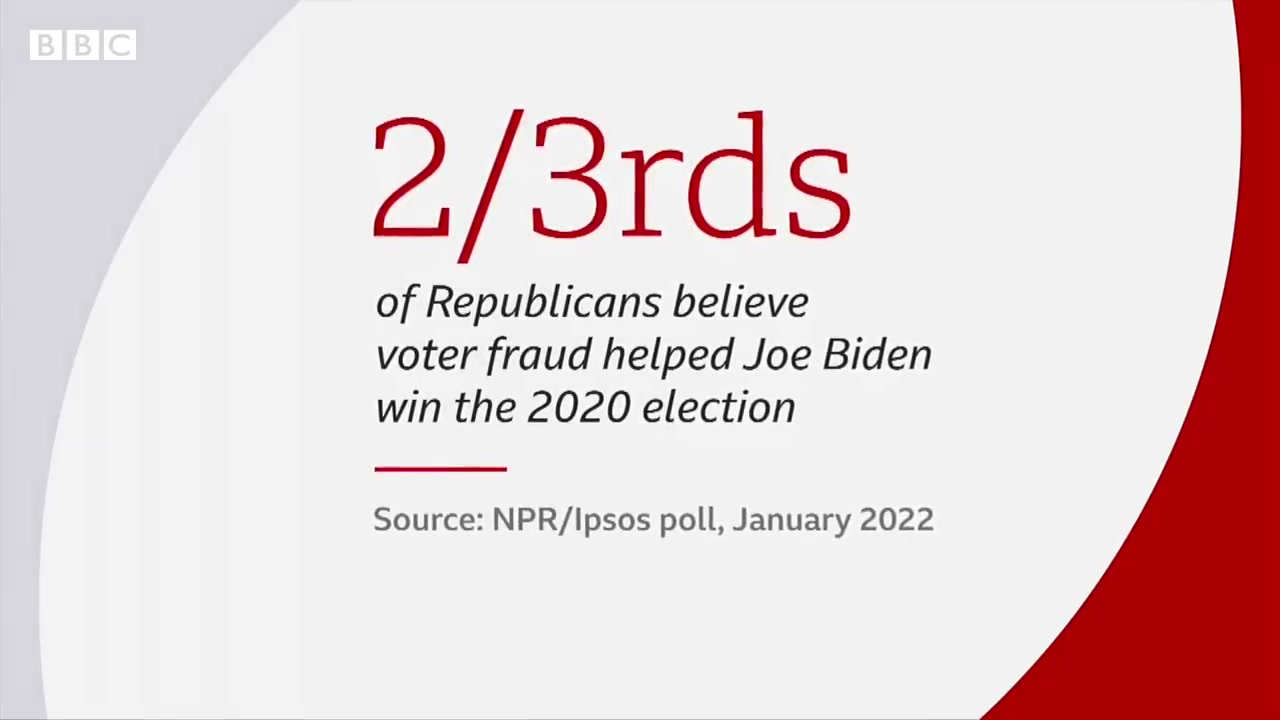 BBC
2/3rds
of Republicans believe
voter fraud helped Joe Biden
win the 2020 election
Source: NPR/Ipsos poll, January 2022